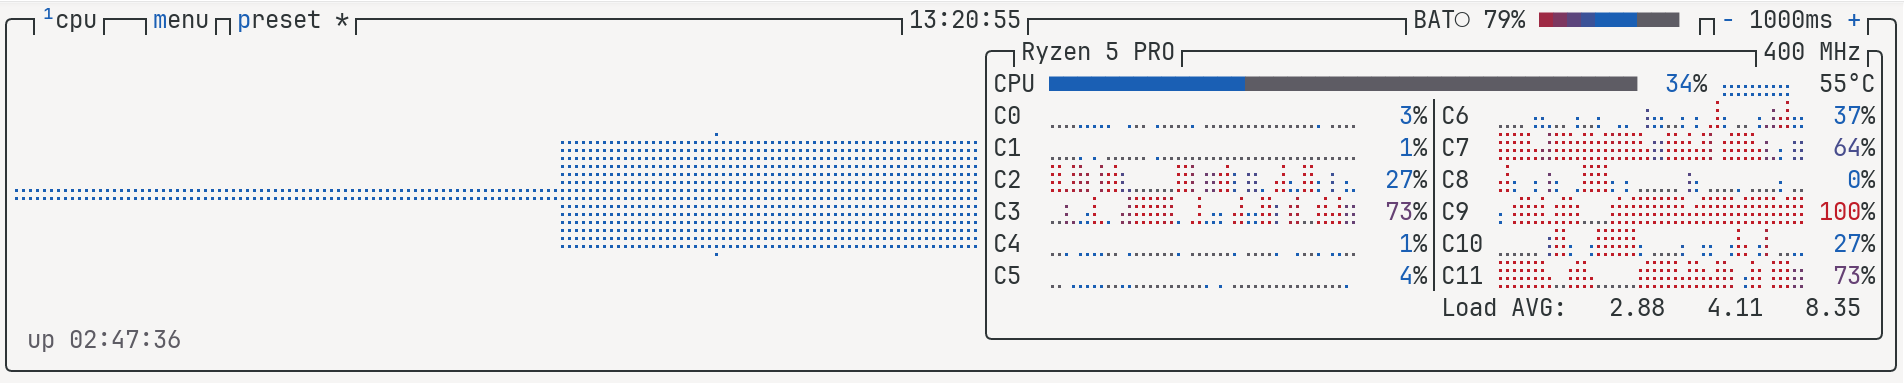 ¹cpu menu preset * 13:20:55 BAT○ 79% - 1000ms +
Ryzen 5 PRO 400 MHz
CPU 34% 55°C
C0 3% C6 37%
C1 1% C7 64%
C2 27% C8 0%
C3 73% C9 100%
C4 1% C10 27%
C5 4% C11 73%
Load AVG: 2.88 4.11 8.35
up 02:47:36